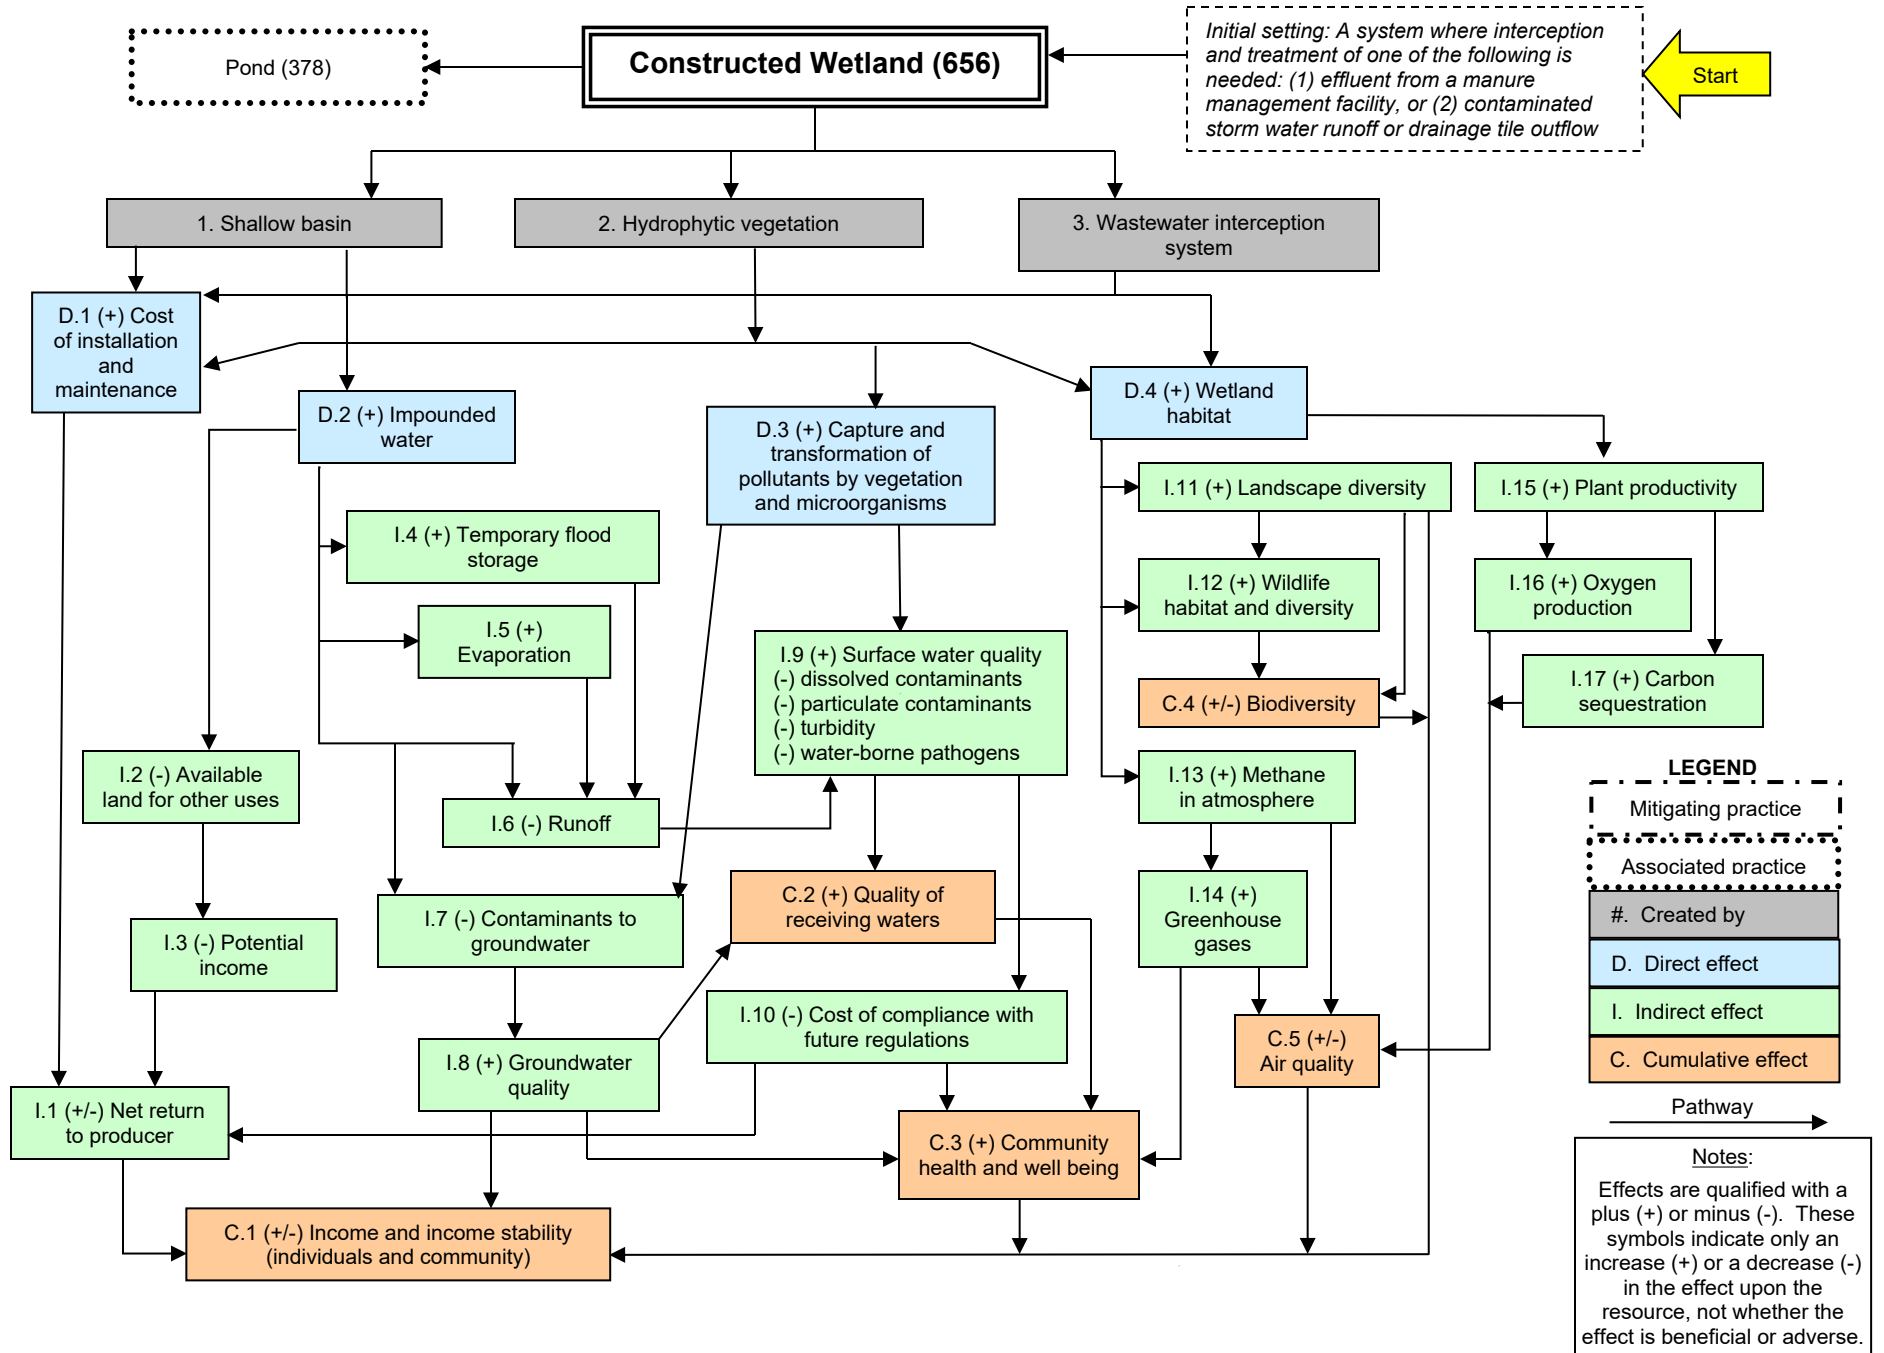 Pond (378)
Constructed Wetland (656)
Initial setting: A system where interception
and treatment of one of the following is
needed: (1) effluent from a manure
management facility, or (2) contaminated
storm water runoff or drainage tile outflow
Start
1. Shallow basin
2. Hydrophytic vegetation
3. Wastewater interception
system
D.1 (+) Cost
of installation
and
maintenance
D.2 (+) Impounded
water
D.3 (+) Capture and
transformation of
pollutants by vegetation
and microorganisms
D.4 (+) Wetland
habitat
I.11 (+) Landscape diversity
I.15 (+) Plant productivity
I.4 (+) Temporary flood
storage
I.12 (+) Wildlife
habitat and diversity
I.16 (+) Oxygen
production
I.5 (+)
Evaporation
I.9 (+) Surface water quality
(-) dissolved contaminants
(-) particulate contaminants
(-) turbidity
(-) water-borne pathogens
C.4 (+/-) Biodiversity
I.17 (+) Carbon
sequestration
I.2 (-) Available
land for other uses
I.6 (-) Runoff
I.13 (+) Methane
in atmosphere
I.7 (-) Contaminants to
groundwater
C.2 (+) Quality of
receiving waters
I.14 (+)
Greenhouse
gases
I.3 (-) Potential
income
I.10 (-) Cost of compliance with
future regulations
C.5 (+/-)
Air quality
I.8 (+) Groundwater
quality
I.1 (+/-) Net return
to producer
C.3 (+) Community
health and well being
C.1 (+/-) Income and income stability
(individuals and community)
LEGEND
Mitigating practice
Associated practice
#. Created by
D. Direct effect
I. Indirect effect
C. Cumulative effect
Pathway
Notes:
Effects are qualified with a
plus (+) or minus (-). These
symbols indicate only an
increase (+) or a decrease (-)
in the effect upon the
resource, not whether the
effect is beneficial or adverse.